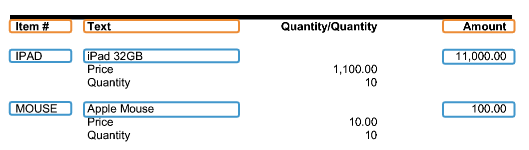 Item # Text Quantity/Quantity Amount
IPAD iPad 32GB 11,000.00
Price 1,100.00
Quantity 10
MOUSE Apple Mouse 100.00
Price 10.00
Quantity 10